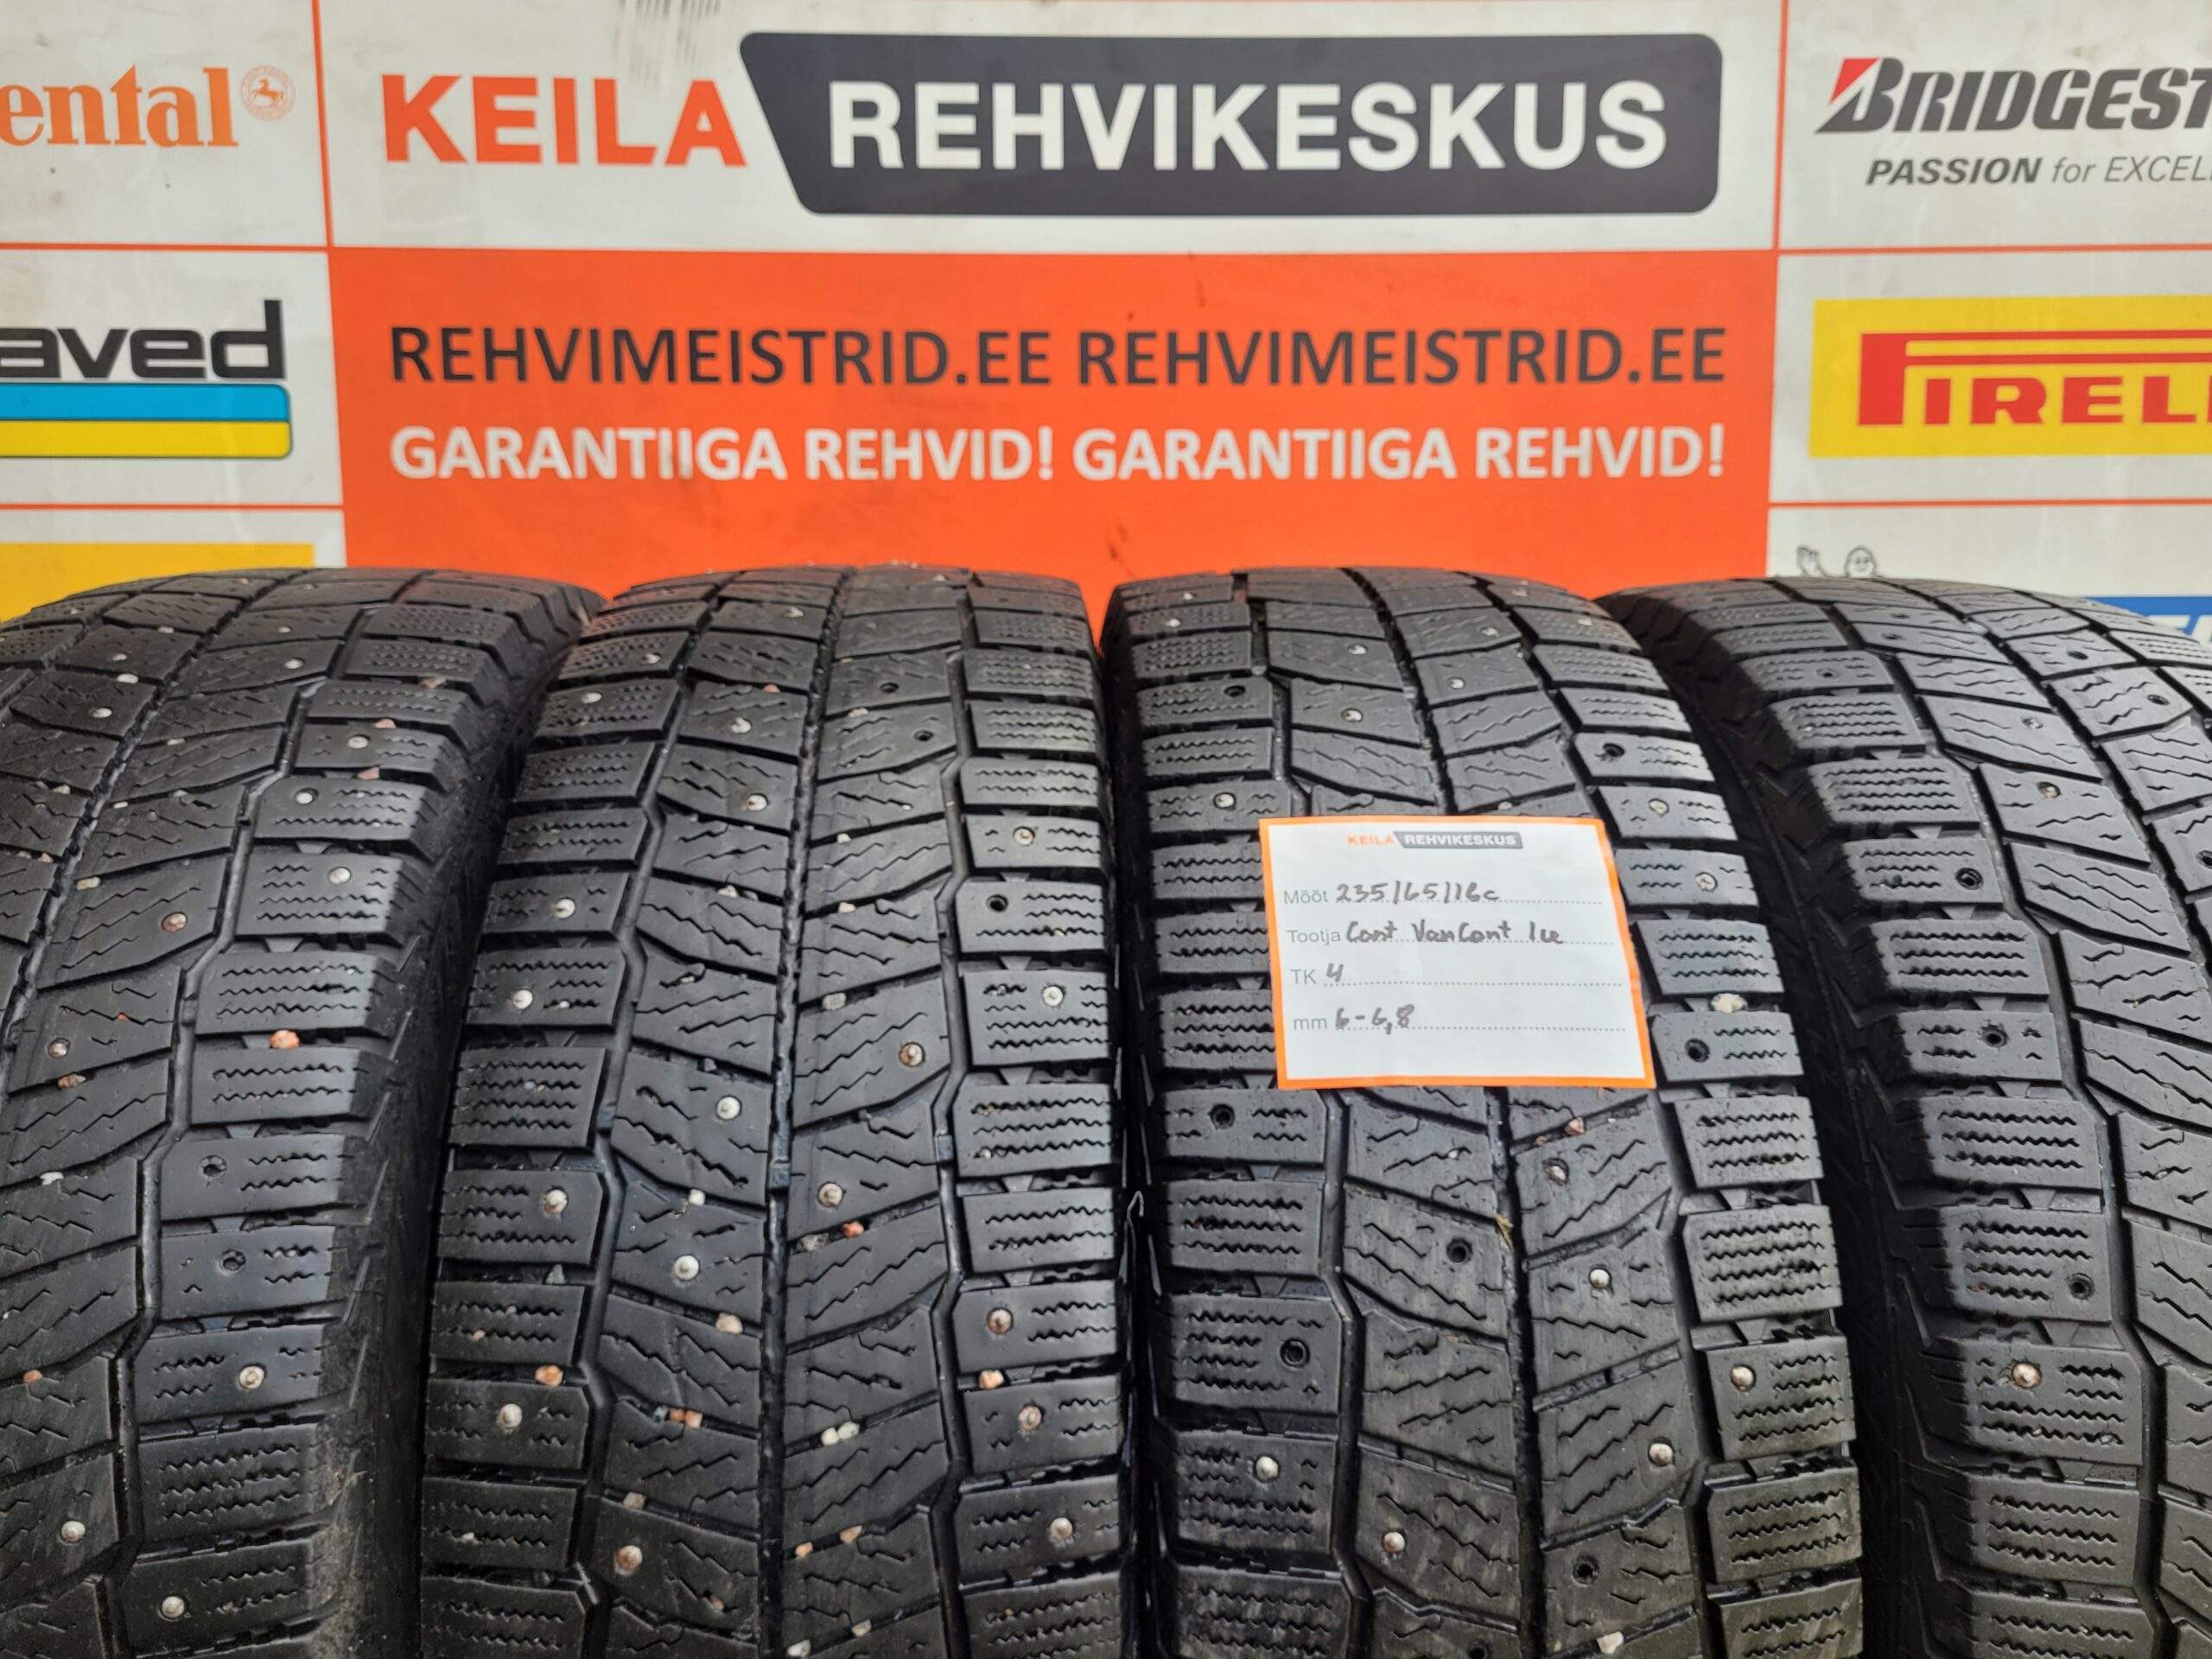 ental
KEILA REHVIKESKUS
BRIDGEST
PASSION for EXCEL
aved
REHVIMEISTRID.EE REHVIMEISTRID.EE
GARANTIIGA REHVID! GARANTIIGA REHVID!
PIREL
KEILA REHVIKESKUS
Mõõt 235/65/16c
Tootja Cont VanCont Ice
TK 4
mm 6-6,8